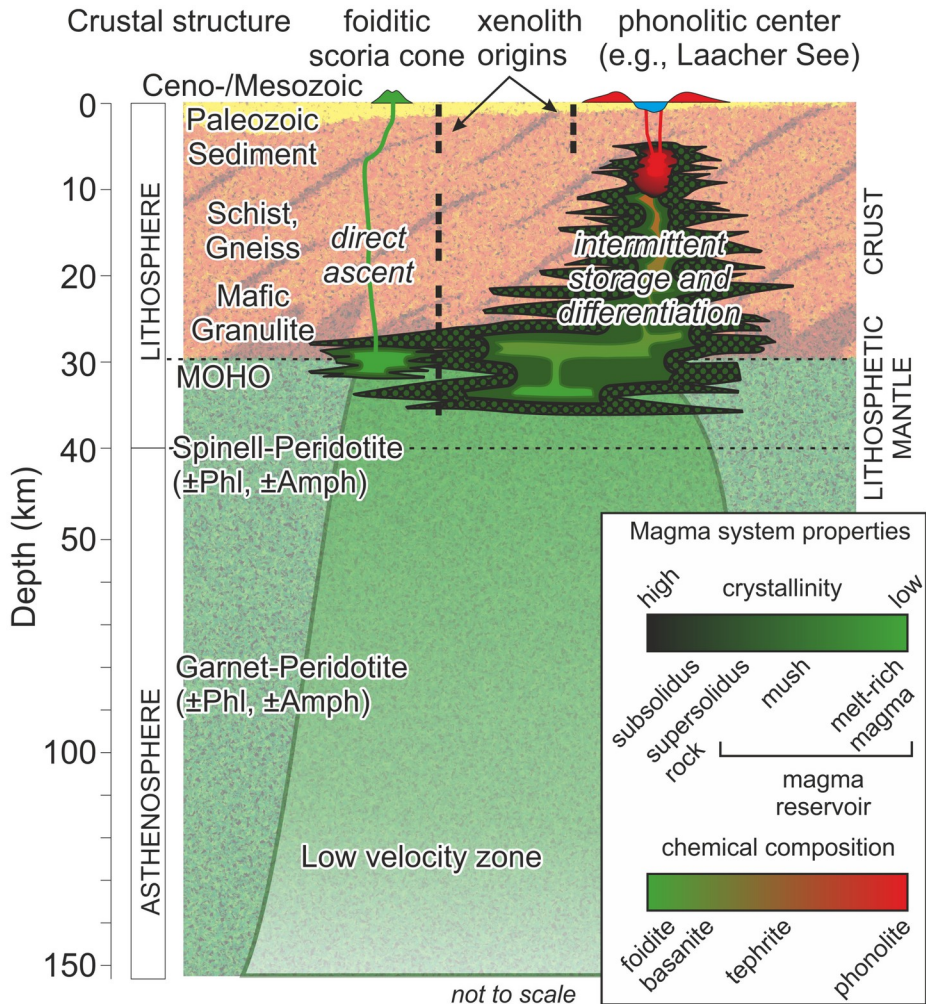 Crustal structure
foiditic
scoria cone
xenolith
origins
phonolitic center
(e.g., Laacher See)
Ceno-/Mesozoic
0
10
20
30
40
50
100
150
Depth (km)
LITHOSPHERE
ASTHENOSPHERE
Paleozoic
Sediment
Schist,
Gneiss
Mafic
Granulite
MOHO
Spinell-Peridotite
(±Phl, ±Amph)
Garnet-Peridotite
(±Phl, ±Amph)
direct
ascent
intermittent
storage and
differentiation
CRUST
LITHOSPHETIC
MANTLE
Low velocity zone
not to scale
Magma system properties
crystallinity
high
low
subsolidus
supersolidus
rock
mush
melt-rich
magma
magma
reservoir
chemical composition
foidite
basanite
tephrite
phonolite